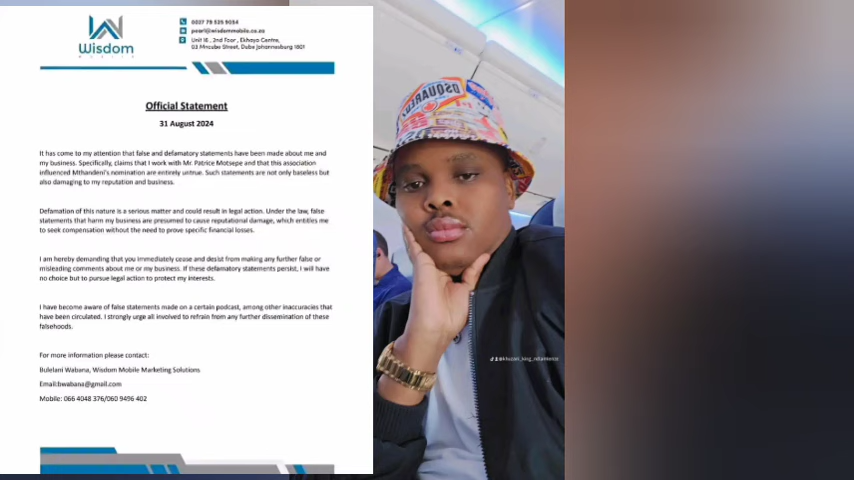 Wisdom
MOBILE
0027 79 525 9034
pearl@wisdommobile.co.za
Unit 16 , 2nd Foor , Ekhaya Centre,
03 Mncube Street, Dube Johannesburg 1801
Official Statement
31 August 2024
It has come to my attention that false and defamatory statements have been made about me and
my business. Specifically, claims that I work with Mr. Patrice Motsepe and that this association
influenced Mthandeni's nomination are entirely untrue. Such statements are not only baseless but
also damaging to my reputation and business.
Defamation of this nature is a serious matter and could result in legal action. Under the law, false
statements that harm my business are presumed to cause reputational damage, which entitles me
to seek compensation without the need to prove specific financial losses.
I am hereby demanding that you immediately cease and desist from making any further false or
misleading comments about me or my business. If these defamatory statements persist, I will have
no choice but to pursue legal action to protect my interests.
I have become aware of false statements made on a certain podcast, among other inaccuracies that
have been circulated. I strongly urge all involved to refrain from any further dissemination of these
falsehoods.
For more information please contact:
Bulelani Wabana, Wisdom Mobile Marketing Solutions
Email:bwabana@gmail.com
Mobile: 066 4048 376/060 9496 402
DSQUARED